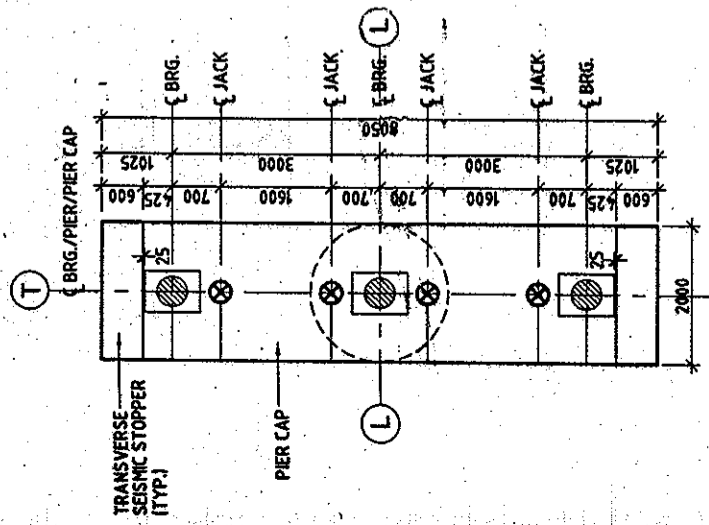 T
℄ BRG./PIER/PIER CAP
TRANSVERSE
SEISMIC STOPPER
(TYP.)
PIER CAP
L
L
℄ BRG.
℄ JACK
℄ JACK
℄ BRG.
℄ JACK
℄ JACK
℄ BRG.
8050
1025
3000
3000
1025
600
425
700
1600
700
700
1600
700
425
600
25
25
2000